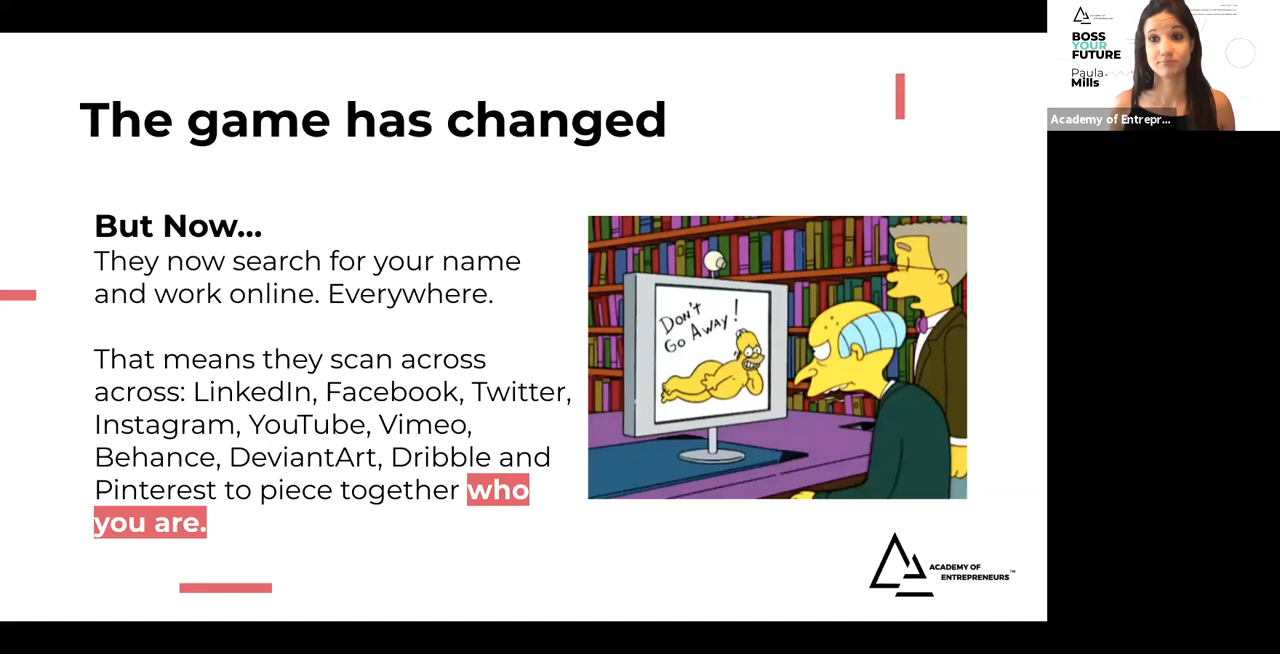 The game has changed
But Now...
They now search for your name
and work online. Everywhere.
That means they scan across
across: LinkedIn, Facebook, Twitter,
Instagram, YouTube, Vimeo,
Behance, DeviantArt, Dribble and
Pinterest to piece together who
you are.
DON'T
GO AWAY!
ACADEMY OF
ENTREPRENEURS™
BOSS
YOUR
FUTURE
Paula
Mills
Academy of Entrepr...